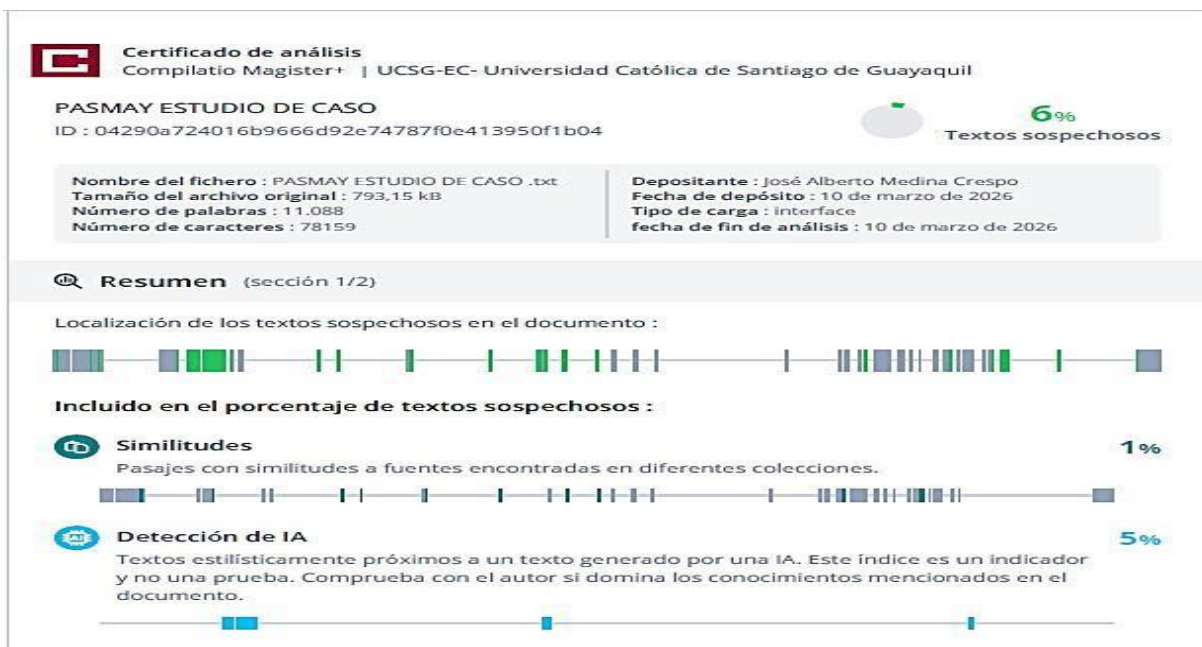 Certificado de análisis
Compilatio Magister+ | UCSG-EC- Universidad Católica de Santiago de Guayaquil
PASMAY ESTUDIO DE CASO
ID : 04290a724016b9666d92e74787f0e413950f1b04
6%
Textos sospechosos
Nombre del fichero : PASMAY ESTUDIO DE CASO .txt
Tamaño del archivo original : 793,15 kB
Número de palabras : 11.088
Número de caracteres : 78159
Depositante : José Alberto Medina Crespo
Fecha de depósito : 10 de marzo de 2026
Tipo de carga : interface
fecha de fin de análisis : 10 de marzo de 2026
Resumen (sección 1/2)
Localización de los textos sospechosos en el documento :
Incluido en el porcentaje de textos sospechosos :
Similitudes
1%
Pasajes con similitudes a fuentes encontradas en diferentes colecciones.
AI
Detección de IA
5%
Textos estilísticamente próximos a un texto generado por una IA. Este índice es un indicador
y no una prueba. Comprueba con el autor si domina los conocimientos mencionados en el
documento.